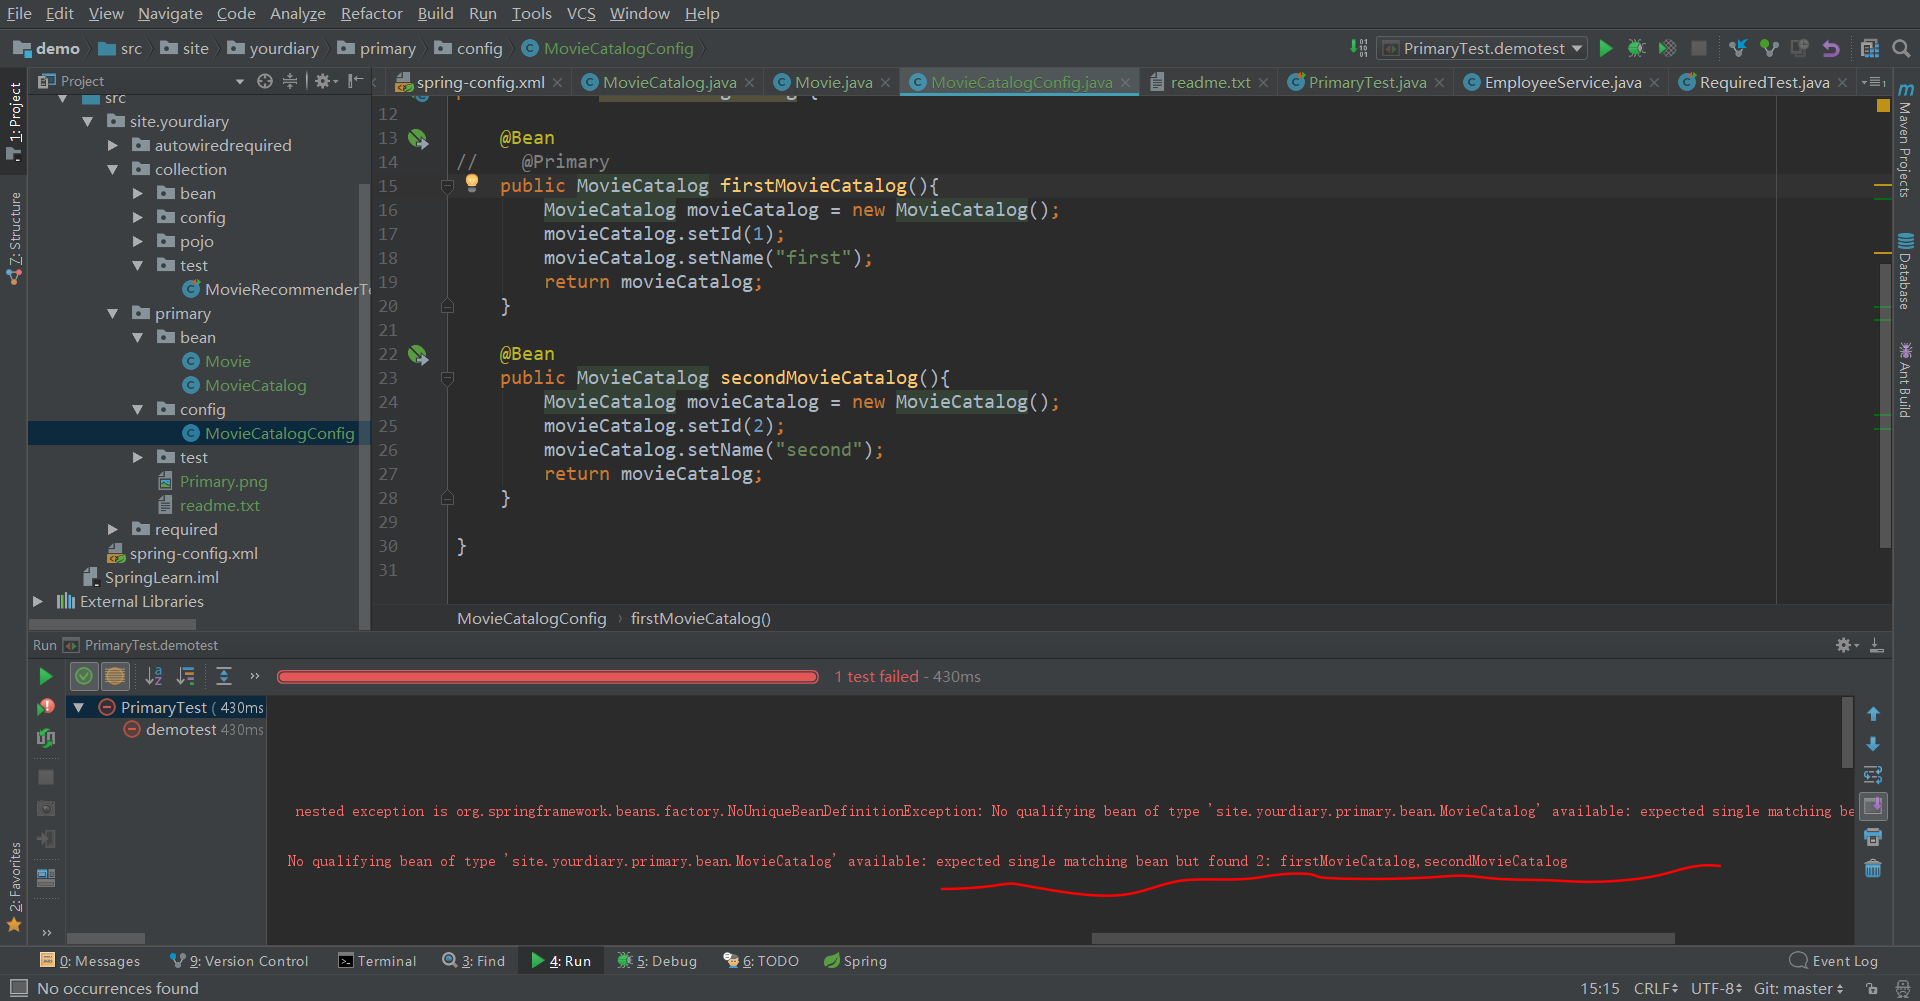 File Edit View Navigate Code Analyze Refactor Build Run Tools VCS Window Help
demo src site yourdiary primary config MovieCatalogConfig PrimaryTest.demotest
Project spring-config.xml MovieCatalog.java Movie.java MovieCatalogConfig.java readme.txt PrimaryTest.java EmployeeService.java RequiredTest.java
1: Project
Z: Structure
2: Favorites
src
site.yourdiary
autowiredrequired
collection
bean
config
pojo
test
MovieRecommenderTe
primary
bean
Movie
MovieCatalog
config
MovieCatalogConfig
test
Primary.png
readme.txt
required
spring-config.xml
SpringLearn.iml
External Libraries
12
13 @Bean
14 // @Primary
15 public MovieCatalog firstMovieCatalog(){
16 MovieCatalog movieCatalog = new MovieCatalog();
17 movieCatalog.setId(1);
18 movieCatalog.setName("first");
19 return movieCatalog;
20 }
21
22 @Bean
23 public MovieCatalog secondMovieCatalog(){
24 MovieCatalog movieCatalog = new MovieCatalog();
25 movieCatalog.setId(2);
26 movieCatalog.setName("second");
27 return movieCatalog;
28 }
29
30 }
31
MovieCatalogConfig › firstMovieCatalog()
Maven Projects
Database
Ant Build
Run PrimaryTest.demotest
1 test failed - 430ms
PrimaryTest ( 430ms
demotest 430ms
nested exception is org.springframework.beans.factory.NoUniqueBeanDefinitionException: No qualifying bean of type 'site.yourdiary.primary.bean.MovieCatalog' available: expected single matching be
No qualifying bean of type 'site.yourdiary.primary.bean.MovieCatalog' available: expected single matching bean but found 2: firstMovieCatalog,secondMovieCatalog
0: Messages 9: Version Control Terminal 3: Find 4: Run 5: Debug 6: TODO Spring Event Log
No occurrences found 15:15 CRLF UTF-8 Git: master